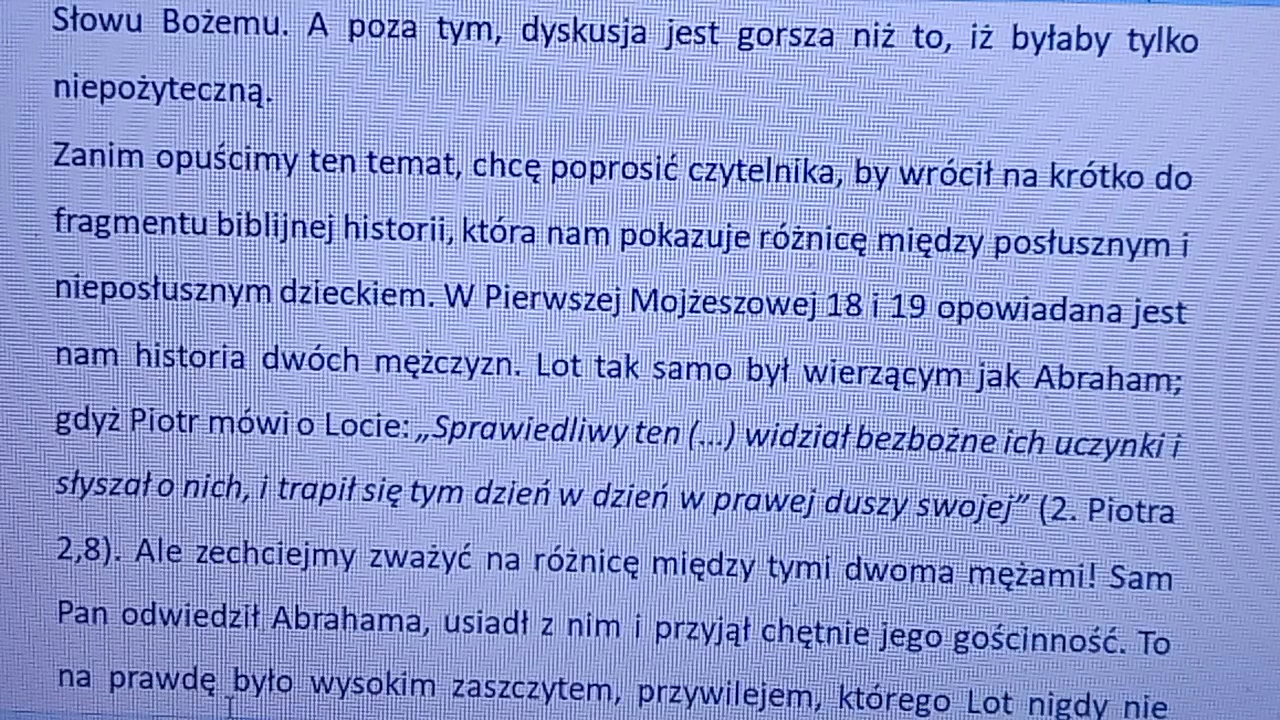 Słowu Bożemu. A poza tym, dyskusja jest gorsza niż to, iż byłaby tylko
niepożyteczną.
Zanim opuścimy ten temat, chcę poprosić czytelnika, by wrócił na krótko do
fragmentu biblijnej historii, która nam pokazuje różnicę między posłusznym i
nieposłusznym dzieckiem. W Pierwszej Mojżeszowej 18 i 19 opowiadana jest
nam historia dwóch mężczyzn. Lot tak samo był wierzącym jak Abraham;
gdyż Piotr mówi o Locie: „Sprawiedliwy ten (...) widział bezbożne ich uczynki i
słyszał o nich, i trapił się tym dzień w dzień w prawej duszy swojej” (2. Piotra
2,8). Ale zechciejmy zważyć na różnicę między tymi dwoma mężami! Sam
Pan odwiedził Abrahama, usiadł z nim i przyjął chętnie jego gościnność. To
na prawdę było wysokim zaszczytem, przywilejem, którego Lot nigdy nie